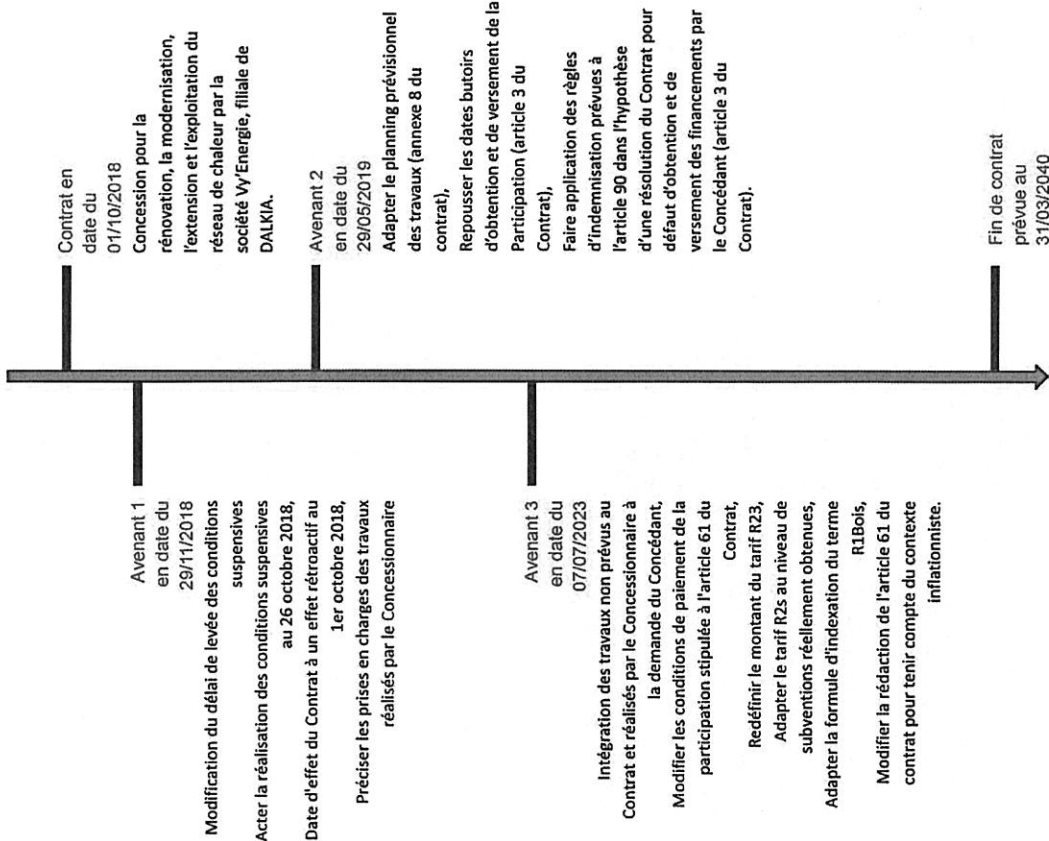 Contrat en
date du
01/10/2018
Concession pour la
rénovation, la modernisation,
l'extension et l'exploitation du
réseau de chaleur par la
société Vy'Energie, filiale de
DALKIA.
Avenant 1
en date du
29/11/2018
Modification du délai de levée des conditions
suspensives
Acter la réalisation des conditions suspensives
au 26 octobre 2018,
Date d'effet du Contrat à un effet rétroactif au
1er octobre 2018,
Préciser les prises en charges des travaux
réalisés par le Concessionnaire
Avenant 2
en date du
29/05/2019
Adapter le planning prévisionnel
des travaux (annexe 8 du
contrat),
Repousser les dates butoirs
d'obtention et de versement de la
Participation (article 3 du
Contrat),
Faire application des règles
d'indemnisation prévues à
l'article 90 dans l'hypothèse
d'une résolution du Contrat pour
défaut d'obtention et de
versement des financements par
le Concédant (article 3 du
Contrat).
Avenant 3
en date du
07/07/2023
Intégration des travaux non prévus au
Contrat et réalisés par le Concessionnaire à
la demande du Concédant,
Modifier les conditions de paiement de la
participation stipulée à l'article 61 du
Contrat,
Redéfinir le montant du tarif R23,
Adapter le tarif R2s au niveau de
subventions réellement obtenues,
Adapter la formule d'indexation du terme
R1Bois,
Modifier la rédaction de l'article 61 du
contrat pour tenir compte du contexte
inflationniste.
Fin de contrat
prévue au
31/03/2040